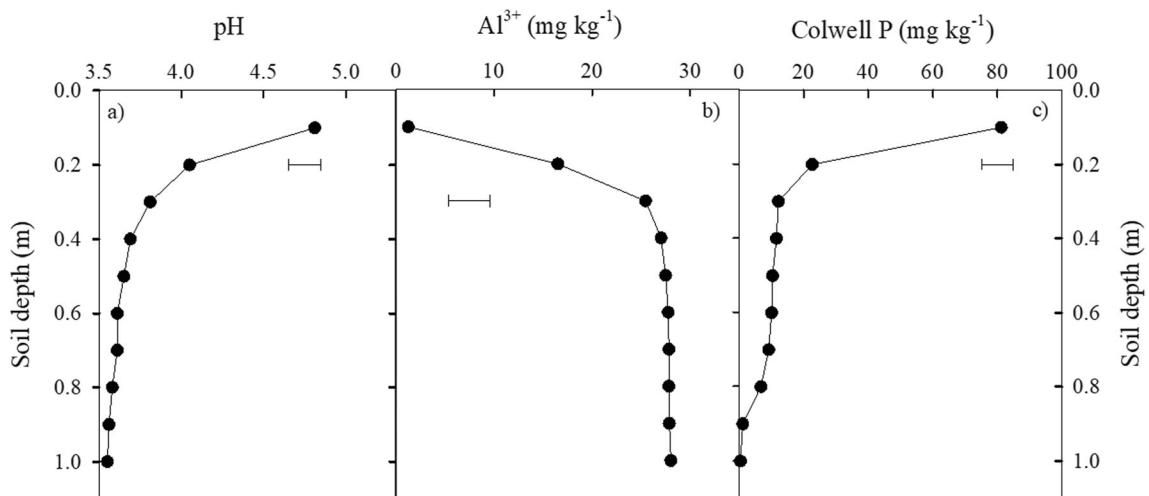 pH
Al³⁺ (mg kg⁻¹)
Colwell P (mg kg⁻¹)
3.5 4.0 4.5 5.0
0 10 20 30
0 20 40 60 80 100
0.0 a) b) c) 0.0
0.2 0.2
0.4 0.4
0.6 0.6
0.8 0.8
1.0 1.0
Soil depth (m)
Soil depth (m)